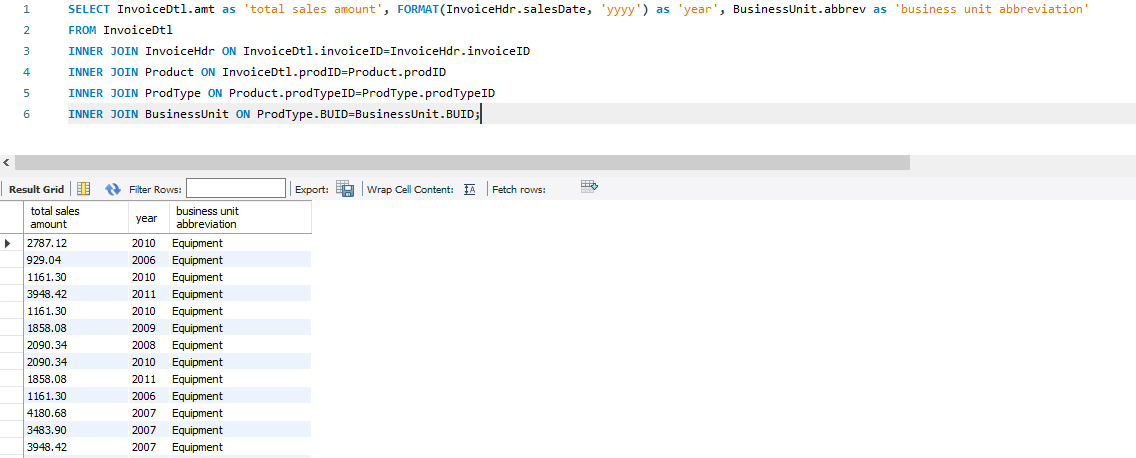 1 SELECT InvoiceDtl.amt as 'total sales amount', FORMAT(InvoiceHdr.salesDate, 'yyyy') as 'year', BusinessUnit.abbrev as 'business unit abbreviation'
2 FROM InvoiceDtl
3 INNER JOIN InvoiceHdr ON InvoiceDtl.invoiceID=InvoiceHdr.invoiceID
4 INNER JOIN Product ON InvoiceDtl.prodID=Product.prodID
5 INNER JOIN ProdType ON Product.prodTypeID=ProdType.prodTypeID
6 INNER JOIN BusinessUnit ON ProdType.BUID=BusinessUnit.BUID;
Result Grid Filter Rows: Export: Wrap Cell Content: IA Fetch rows:
total sales amount year business unit abbreviation
2787.12 2010 Equipment
929.04 2006 Equipment
1161.30 2010 Equipment
3948.42 2011 Equipment
1161.30 2010 Equipment
1858.08 2009 Equipment
2090.34 2008 Equipment
2090.34 2010 Equipment
1858.08 2011 Equipment
1161.30 2006 Equipment
4180.68 2007 Equipment
3483.90 2007 Equipment
3948.42 2007 Equipment